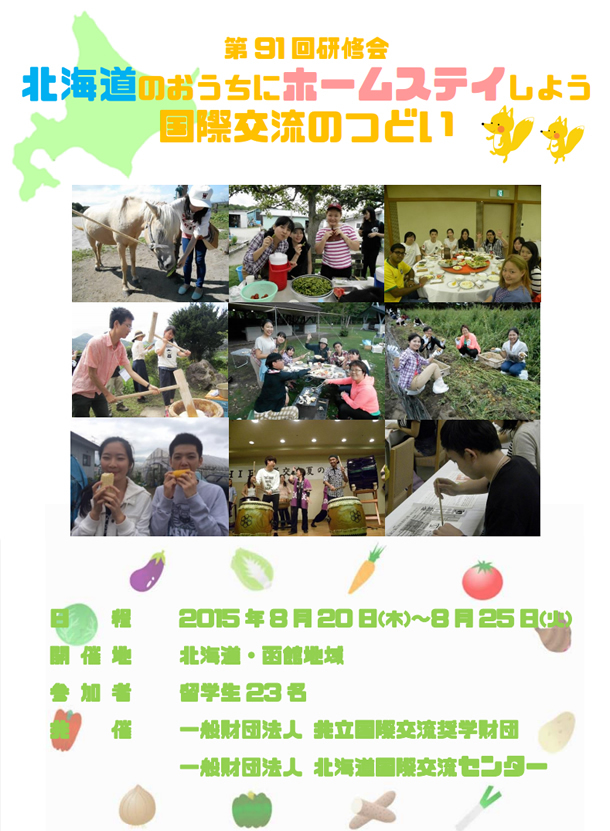 第91回研修会
北海道のおうちにホームステイしよう
国際交流のつどい
日程 2015年8月20日(木)～8月25日(火)
開催地 北海道・函館地域
参加者 留学生23名
共催 一般財団法人 共立国際交流奨学財団
一般財団法人 北海道国際交流センター